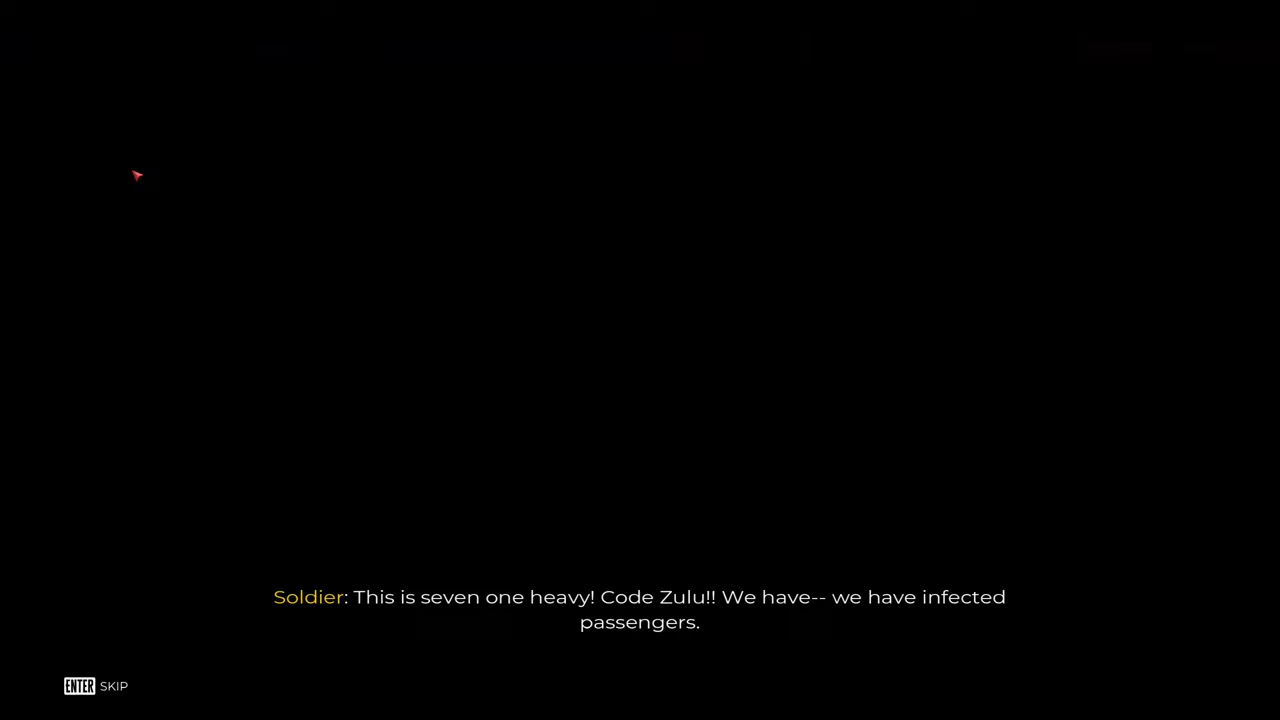 Soldier: This is seven one heavy! Code Zulu!! We have-- we have infected
passengers.
ENTER SKIP